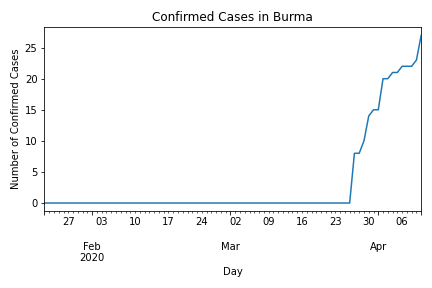 Confirmed Cases in Burma
Number of Confirmed Cases
25
20
15
10
5
0
27 03 10 17 24 02 09 16 23 30 06
Feb Mar Apr
2020
Day